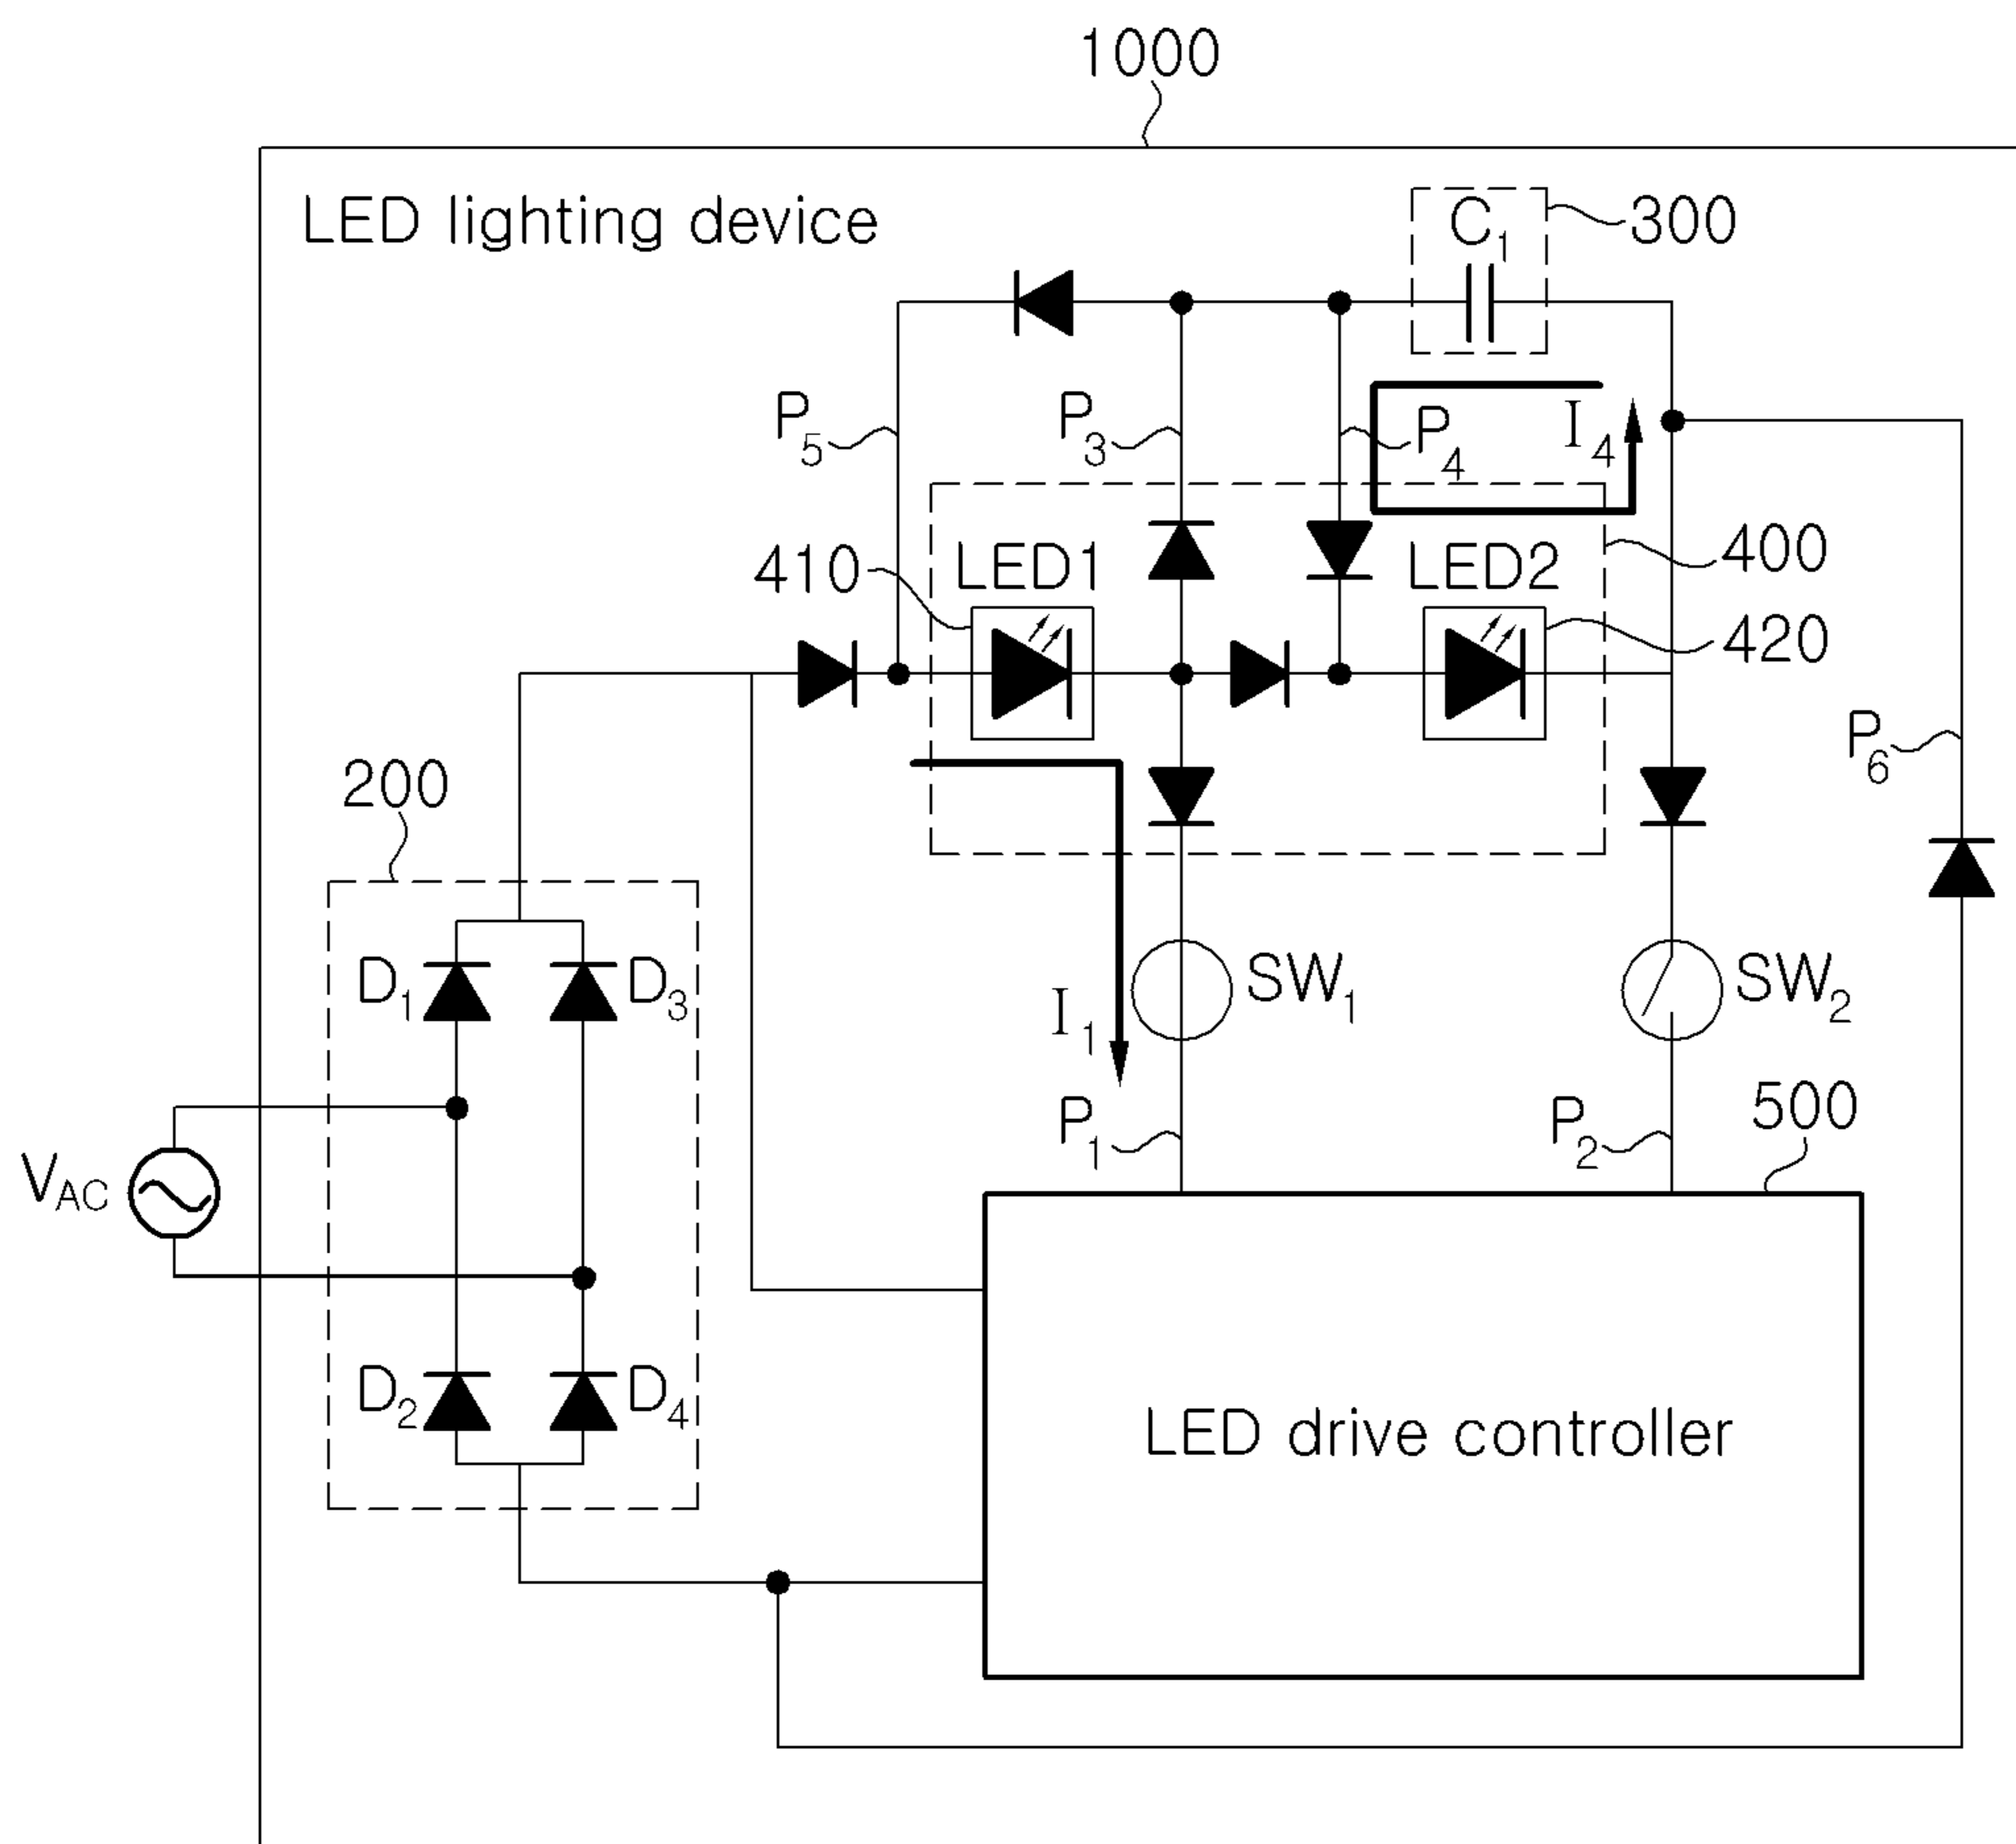 1000
LED lighting device
C1
300
P5
P3
P4
I4
410
LED1
LED2
400
420
P6
200
D1
D3
SW1
SW2
I1
P1
P2
500
VAC
D2
D4
LED drive controller